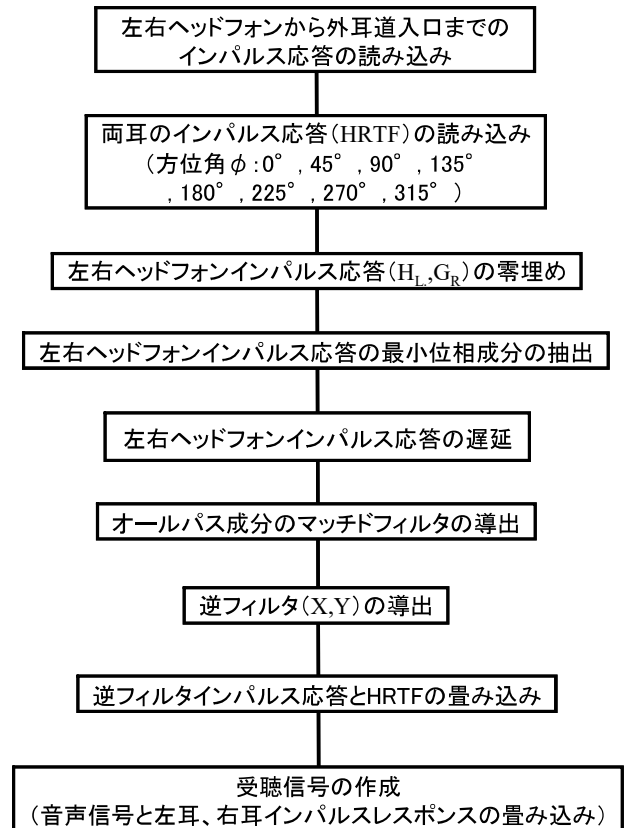 左右ヘッドフォンから外耳道入口までの
インパルス応答の読み込み
両耳のインパルス応答(HRTF)の読み込み
(方位角φ:0°,45°,90°,135°
,180°,225°,270°,315°)
左右ヘッドフォンインパルス応答(H_L.,G_R)の零埋め
左右ヘッドフォンインパルス応答の最小位相成分の抽出
左右ヘッドフォンインパルス応答の遅延
オールパス成分のマッチドフィルタの導出
逆フィルタ(X,Y)の導出
逆フィルタインパルス応答とHRTFの畳み込み
受聴信号の作成
(音声信号と左耳、右耳インパルスレスポンスの畳み込み)